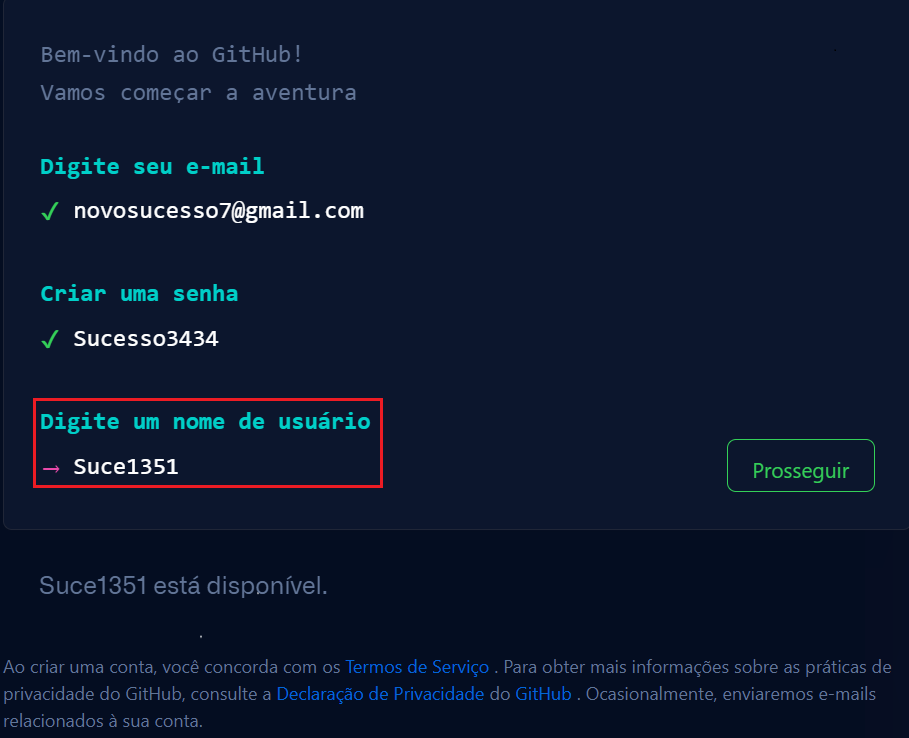 Bem-vindo ao GitHub!
Vamos começar a aventura
Digite seu e-mail
✓ novosucesso7@gmail.com
Criar uma senha
✓ Sucesso3434
Digite um nome de usuário
→ Suce1351
Prosseguir
Suce1351 está disponível.
Ao criar uma conta, você concorda com os Termos de Serviço . Para obter mais informações sobre as práticas de
privacidade do GitHub, consulte a Declaração de Privacidade do GitHub . Ocasionalmente, enviaremos e-mails
relacionados à sua conta.